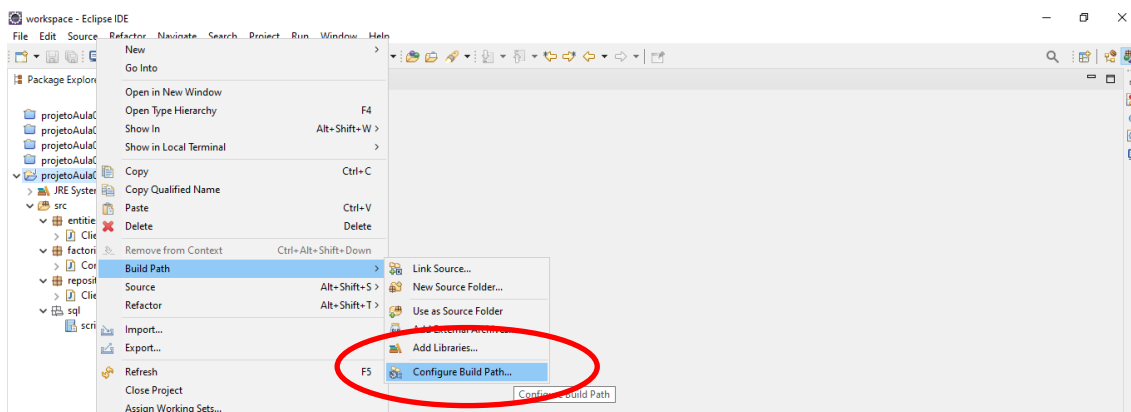 workspace - Eclipse IDE
File Edit Source Refactor Navigate Search Project Run Window Help
Package Explore
projetoAula0
projetoAula0
projetoAula0
projetoAula0
projetoAula0
JRE System
src
entitie
Clie
factori
Cor
reposit
Clie
sql
scri
New
Go Into
Open in New Window
Open Type Hierarchy F4
Show In Alt+Shift+W >
Show in Local Terminal
Copy Ctrl+C
Copy Qualified Name
Paste Ctrl+V
Delete Delete
Remove from Context Ctrl+Alt+Shift+Down
Build Path
Source Alt+Shift+S >
Refactor Alt+Shift+T >
Import...
Export...
Refresh F5
Close Project
Assign Working Sets...
Link Source...
New Source Folder...
Use as Source Folder
Add External Archives...
Add Libraries...
Configure Build Path...
Configure Build Path